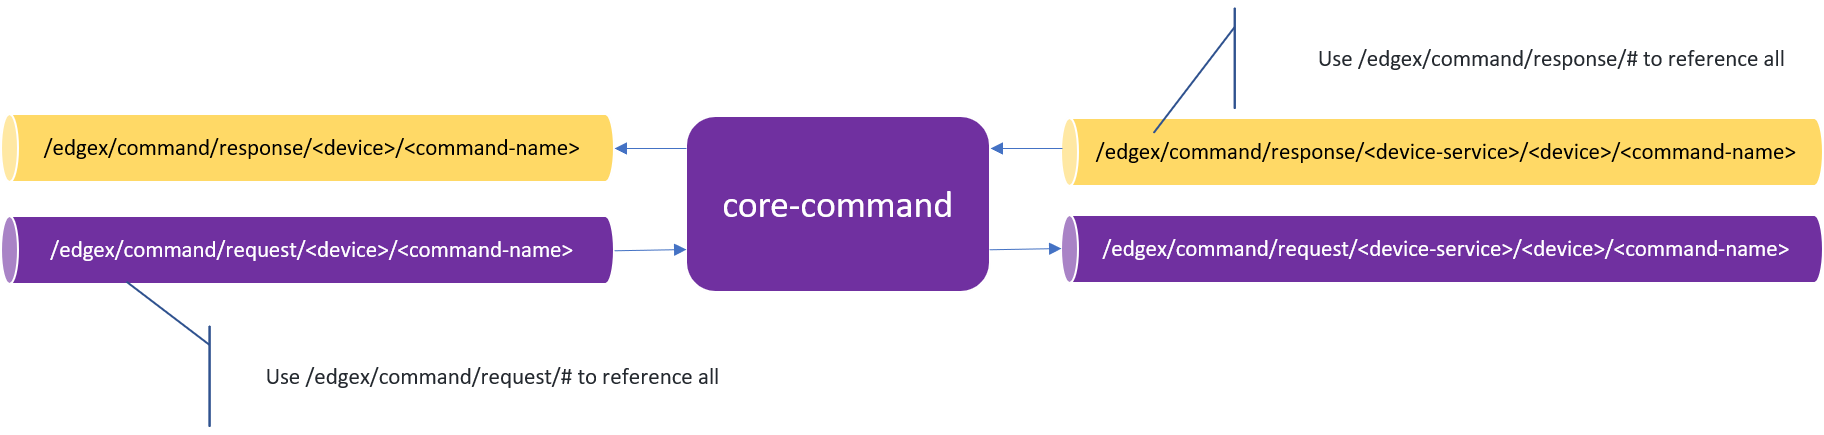 Use /edgex/command/response/# to reference all
/edgex/command/response/<device>/<command-name>
/edgex/command/response/<device-service>/<device>/<command-name>
core-command
/edgex/command/request/<device>/<command-name>
/edgex/command/request/<device-service>/<device>/<command-name>
Use /edgex/command/request/# to reference all